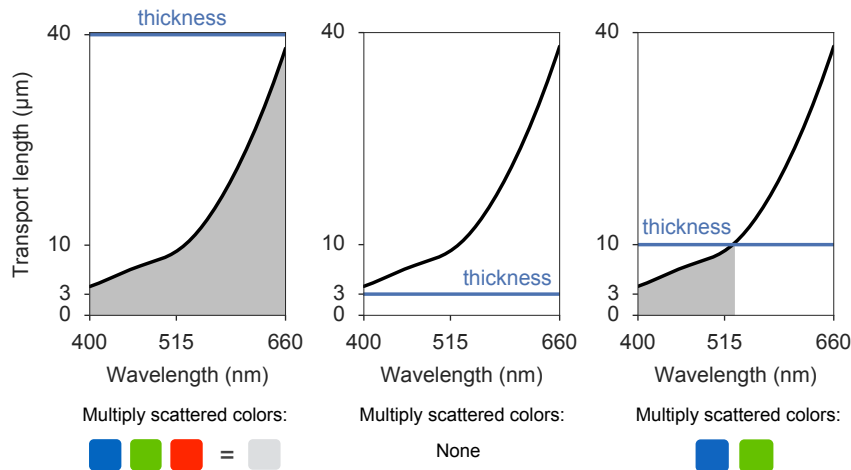 thickness
40
10
3
0
Transport length (μm)
400
515
660
Wavelength (nm)
Multiply scattered colors:
=
40
10
3
0
thickness
400
515
660
Wavelength (nm)
Multiply scattered colors:
None
40
thickness
10
3
0
400
515
660
Wavelength (nm)
Multiply scattered colors: